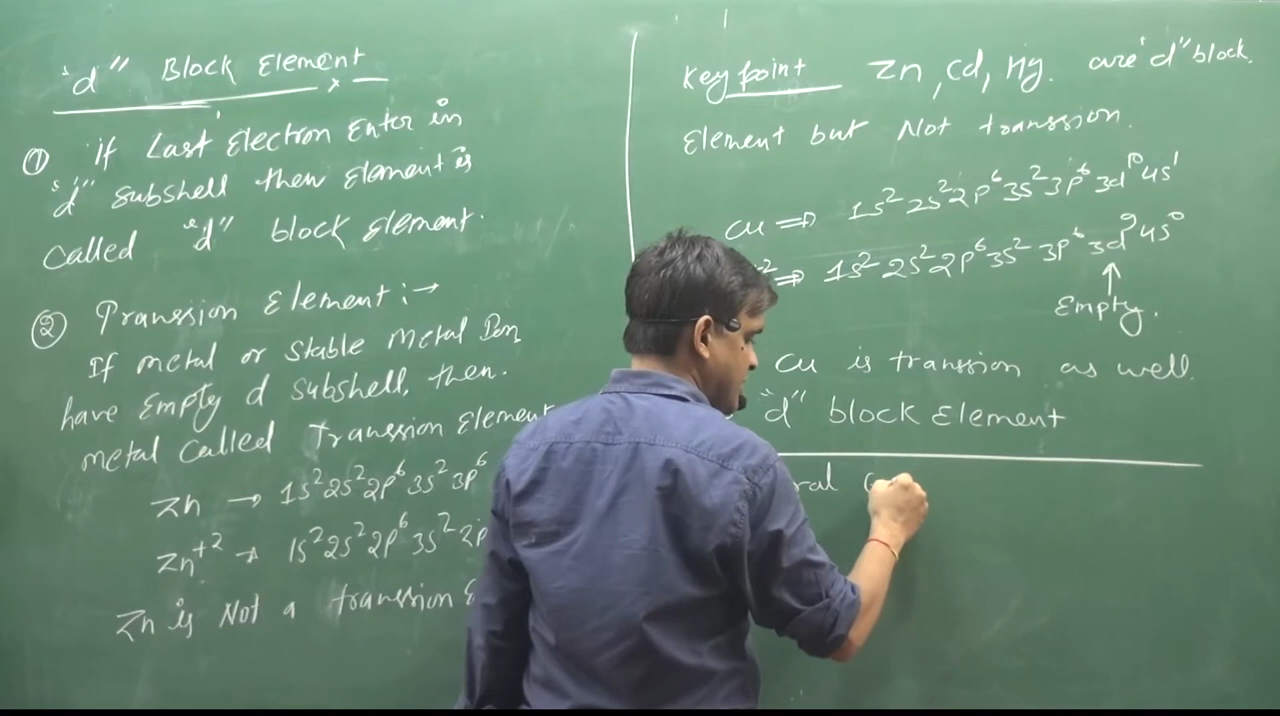 "d" Block Element
① If Last Electron Enter in
"d" subshell then Element is
called "d" block Element.
② Transsion Element :→
If metal or stable metal Ion
have Empty d subshell, then.
metal called Transsion Element
Zn → 1s² 2s² 2p⁶ 3s² 3p⁶
Zn⁺² → 1s² 2s² 2p⁶ 3s² 3p
Zn is Not a transsion E
Key point Zn, Cd, Hg. are "d" block.
Element but Not transsion.
Cu ⇒ 1s² 2s² 2p⁶ 3s² 3p⁶ 3d¹⁰ 4s¹
² ⇒ 1s² 2s² 2p⁶ 3s² 3p⁶ 3d⁹ 4s⁰
↑
Empty.
Cu is transion as well.
"d" block Element
ral